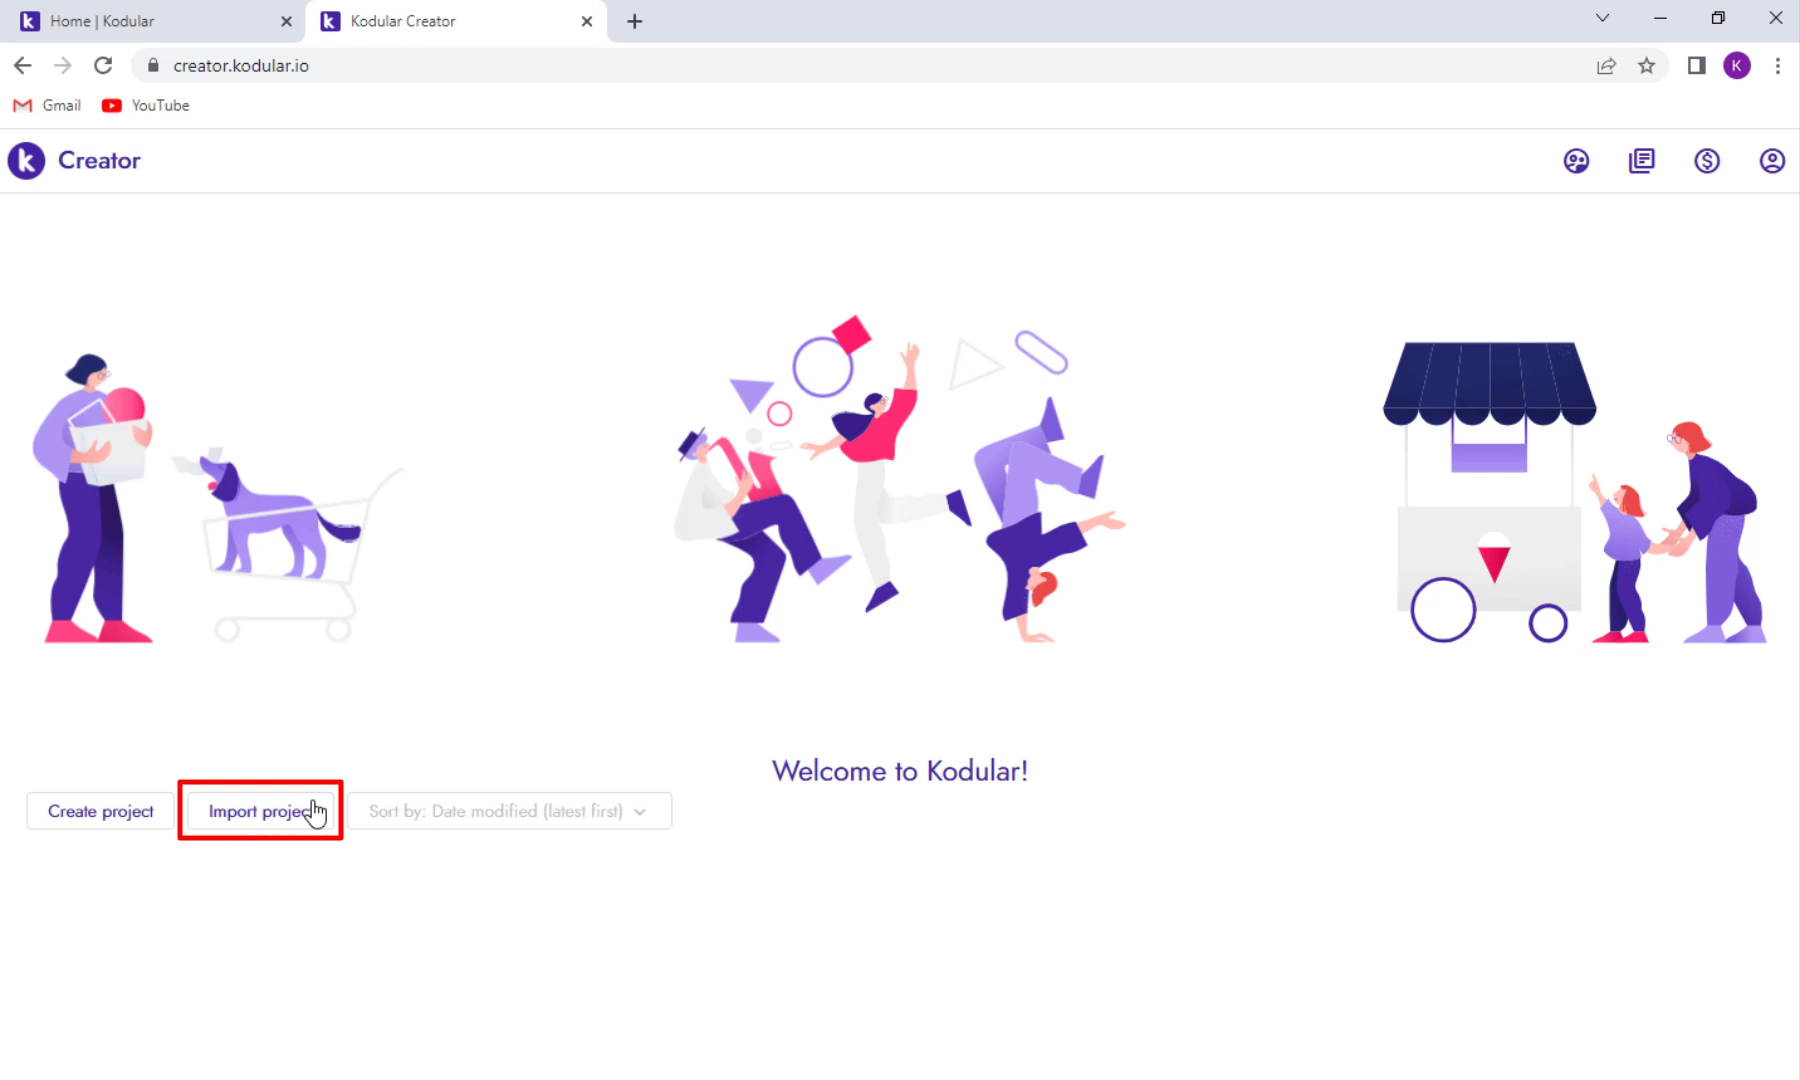 Home | Kodular
Kodular Creator
creator.kodular.io
K
Gmail
YouTube
k
Creator
Welcome to Kodular!
Create project
Import project
Sort by: Date modified (latest first)